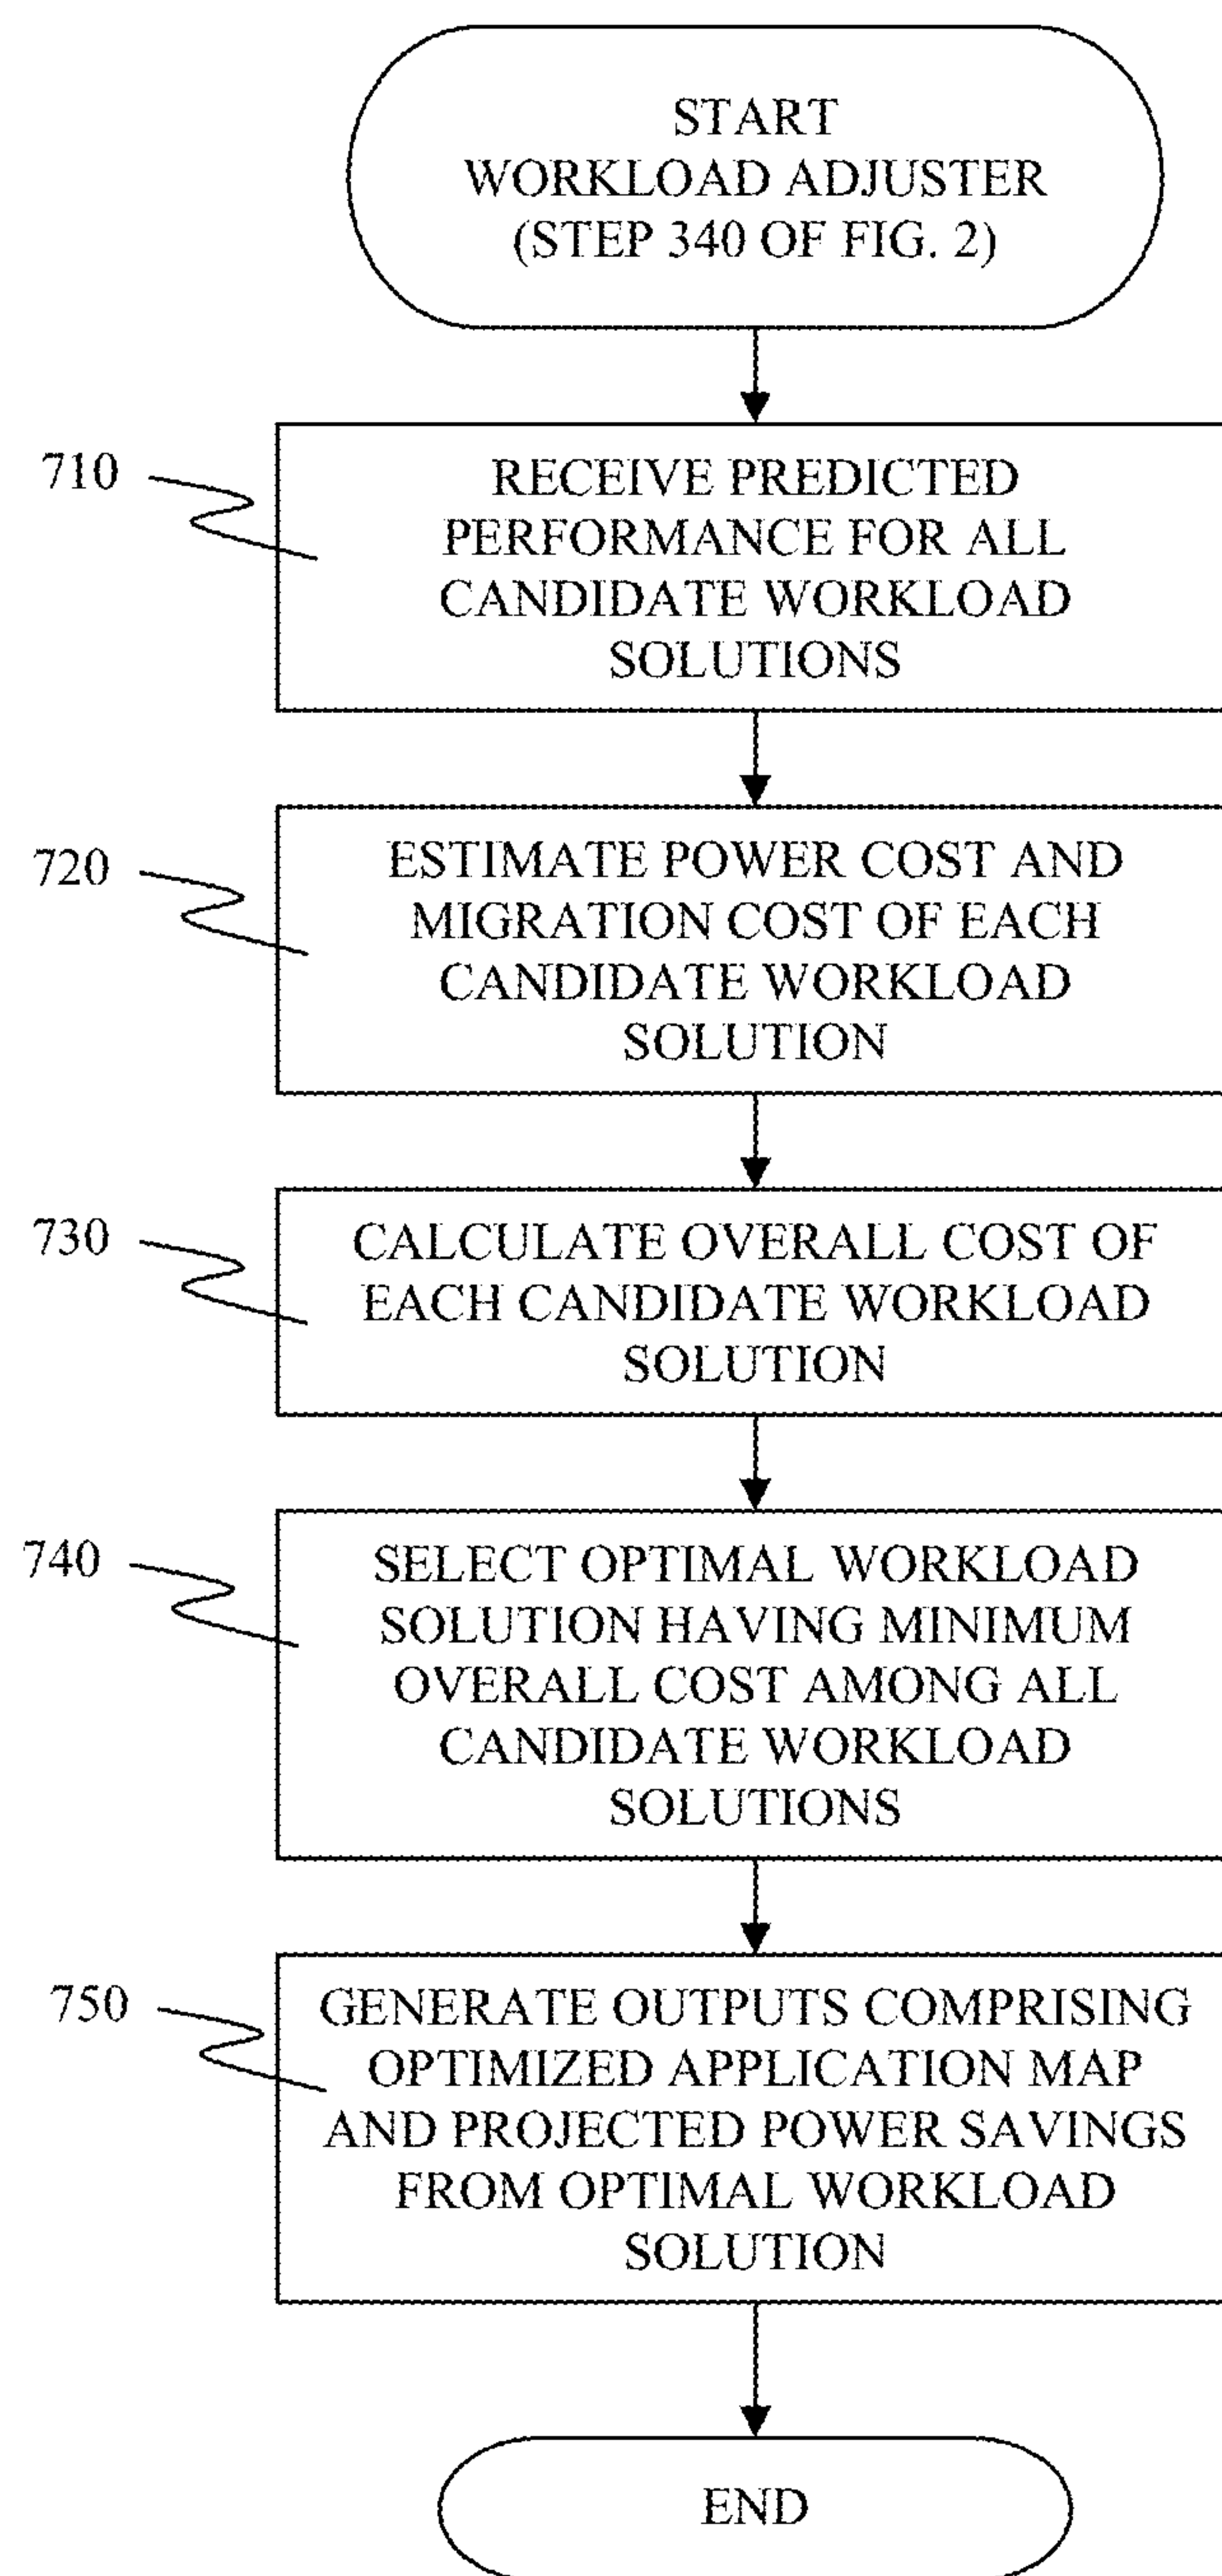 START
WORKLOAD ADJUSTER
(STEP 340 OF FIG. 2)
710
RECEIVE PREDICTED
PERFORMANCE FOR ALL
CANDIDATE WORKLOAD
SOLUTIONS
720
ESTIMATE POWER COST AND
MIGRATION COST OF EACH
CANDIDATE WORKLOAD
SOLUTION
730
CALCULATE OVERALL COST OF
EACH CANDIDATE WORKLOAD
SOLUTION
740
SELECT OPTIMAL WORKLOAD
SOLUTION HAVING MINIMUM
OVERALL COST AMONG ALL
CANDIDATE WORKLOAD
SOLUTIONS
750
GENERATE OUTPUTS COMPRISING
OPTIMIZED APPLICATION MAP
AND PROJECTED POWER SAVINGS
FROM OPTIMAL WORKLOAD
SOLUTION
END